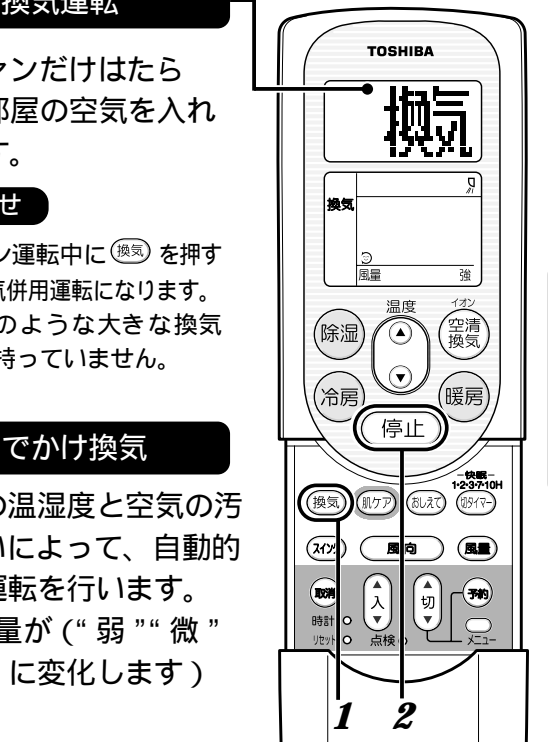 換気運転
ァンだけはたら
部屋の空気を入れ
す。
せ
ン運転中に 換気 を押す
気併用運転になります。
のような大きな換気
持っていません。
でかけ換気
の温湿度と空気の汚
いによって、自動的
運転を行います。
量が (“ 弱 ”“ 微 ”
に変化します )
TOSHIBA
換気
換気
風量 強
温度
イオン
除湿
空清
換気
冷房
暖房
停止
-快眠-
1・2・3・7・10H
換気
肌ケア
おしえて
切タイマー
スイング
風向
風量
取消
入
切
予約
時計
リセット
点検
メニュー
1
2